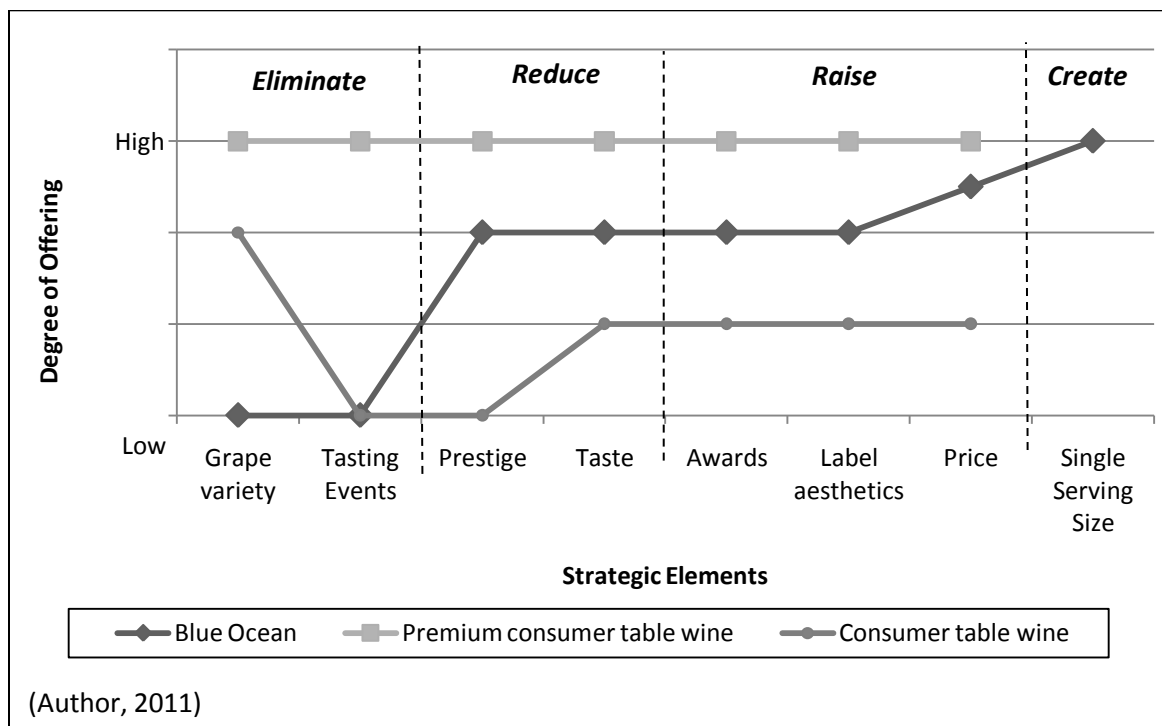 Eliminate
Reduce
Raise
Create
High
Low
Degree of Offering
Grape
variety
Tasting
Events
Prestige
Taste
Awards
Label
aesthetics
Price
Single
Serving
Size
Strategic Elements
Blue Ocean
Premium consumer table wine
Consumer table wine
(Author, 2011)